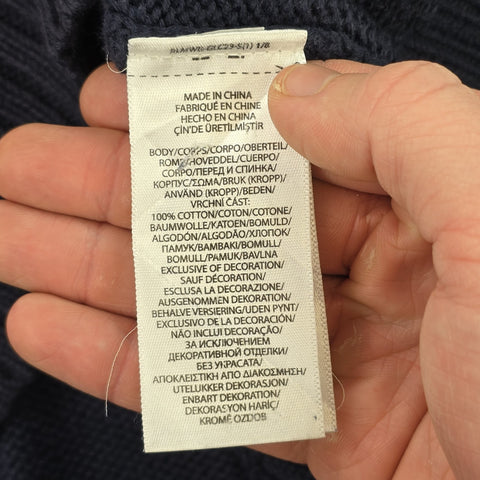 MADE IN CHINA
FABRIQUÉ EN CHINE
HECHO EN CHINA
ÇİN'DE ÜRETİLMİŞTİR
BODY/CORPS/CORPO/OBERTEIL/
ROMP/HOVEDDEL/CUERPO/
CORPO/ПЕРЕД И СПИНКА/
КОРПУС/ΣΩΜΑ/BRUK (KROPP)/
ANVÄND (KROPP)/BEDEN/
VRCHNÍ ČÁST:
100% COTTON/COTON/COTONE/
BAUMWOLLE/KATOEN/BOMULD/
ALGODÓN/ALGODÃO/ХЛОПОК/
ПАМУК/ΒΑΜΒΑΚΙ/BOMULL/
BOMULL/PAMUK/BAVLNA
EXCLUSIVE OF DECORATION/
SAUF DÉCORATION/
ESCLUSA LA DECORAZIONE/
AUSGENOMMEN DEKORATION/
BEHALVE VERSIERING/UDEN PYNT/
EXCLUSIVO DE LA DECORACIÓN/
NÃO INCLUI DECORAÇÃO/
ЗА ИСКЛЮЧЕНИЕМ
ДЕКОРАТИВНОЙ ОТДЕЛКИ/
БЕЗ УКРАСАТА/
ΑΠΟΚΛΕΙΣΤΙΚΗ ΑΠΟ ΔΙΑΚΟΣΜΗΣΗ/
UTELUKKER DEKORASJON/
ENBART DEKORATION/
DEKORASYON HARİÇ/
KROMĚ OZDOB